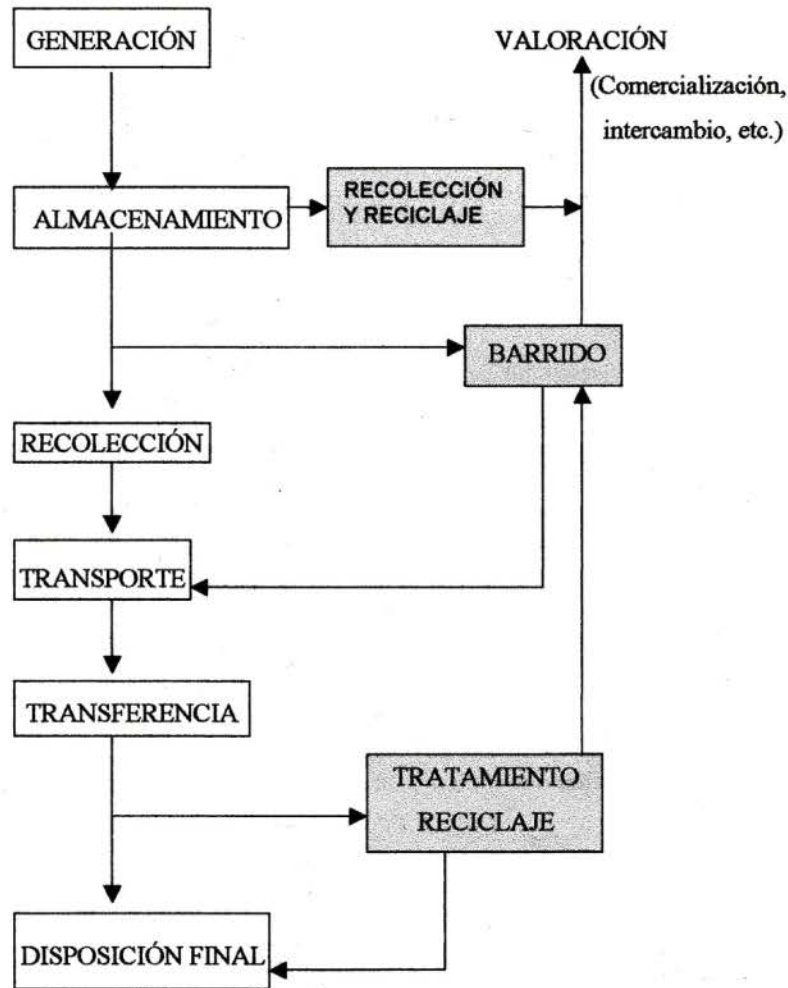 GENERACIÓN
VALORACIÓN
(Comercialización,
intercambio, etc.)
ALMACENAMIENTO
RECOLECCIÓN
Y RECICLAJE
BARRIDO
RECOLECCIÓN
TRANSPORTE
TRANSFERENCIA
TRATAMIENTO
RECICLAJE
DISPOSICIÓN FINAL